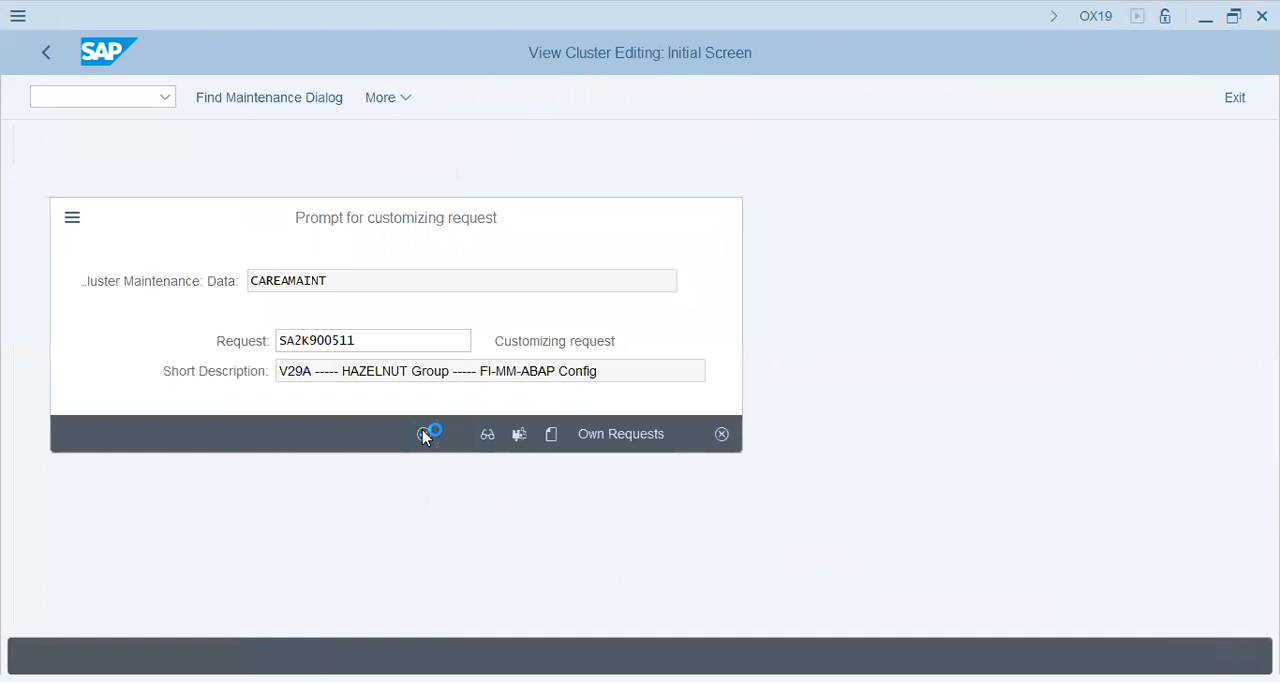 OX19
SAP
View Cluster Editing: Initial Screen
Find Maintenance Dialog
More
Exit
Prompt for customizing request
...luster Maintenance: Data:
CAREAMAINT
Request:
SA2K900511
Customizing request
Short Description:
V29A ----- HAZELNUT Group ----- FI-MM-ABAP Config
Own Requests